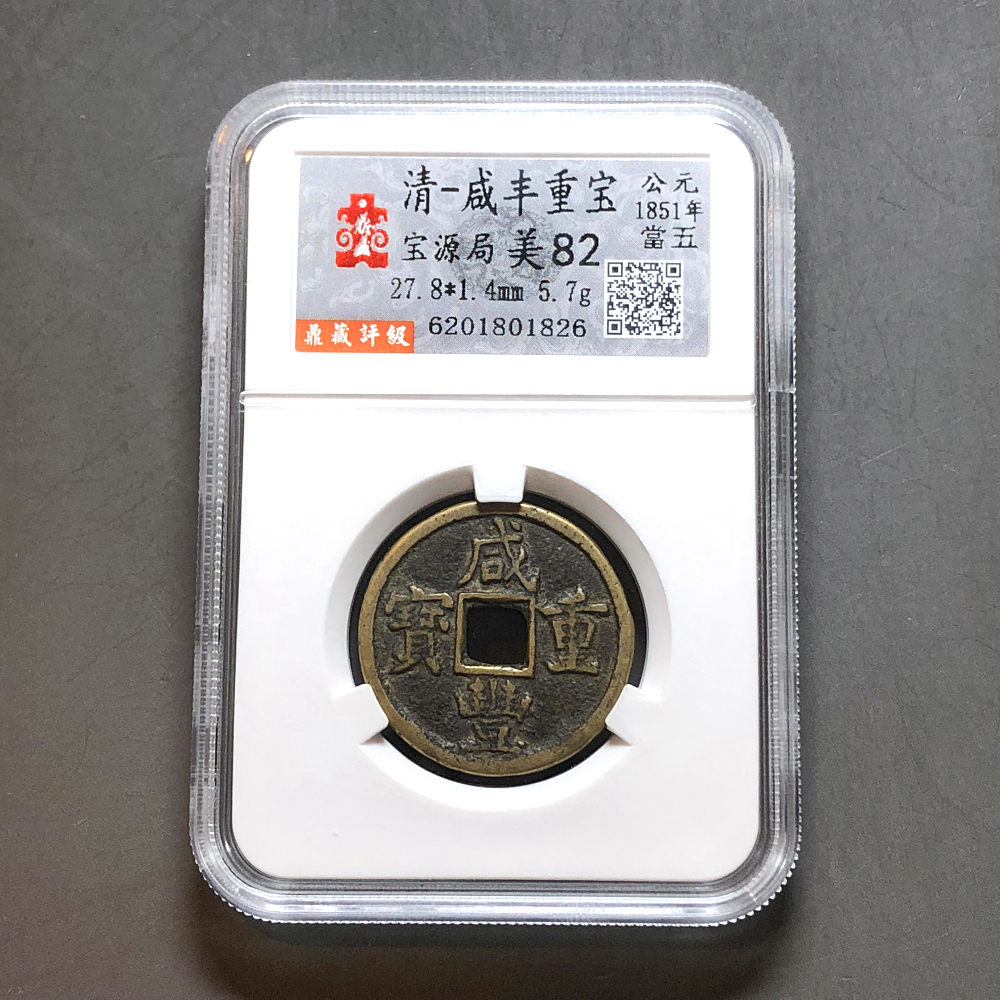 清-咸丰重宝
公元
1851年
當五
宝源局 美82
27.8*1.4mm 5.7g
6201801826
鼎藏評級
咸
寶 重
豐